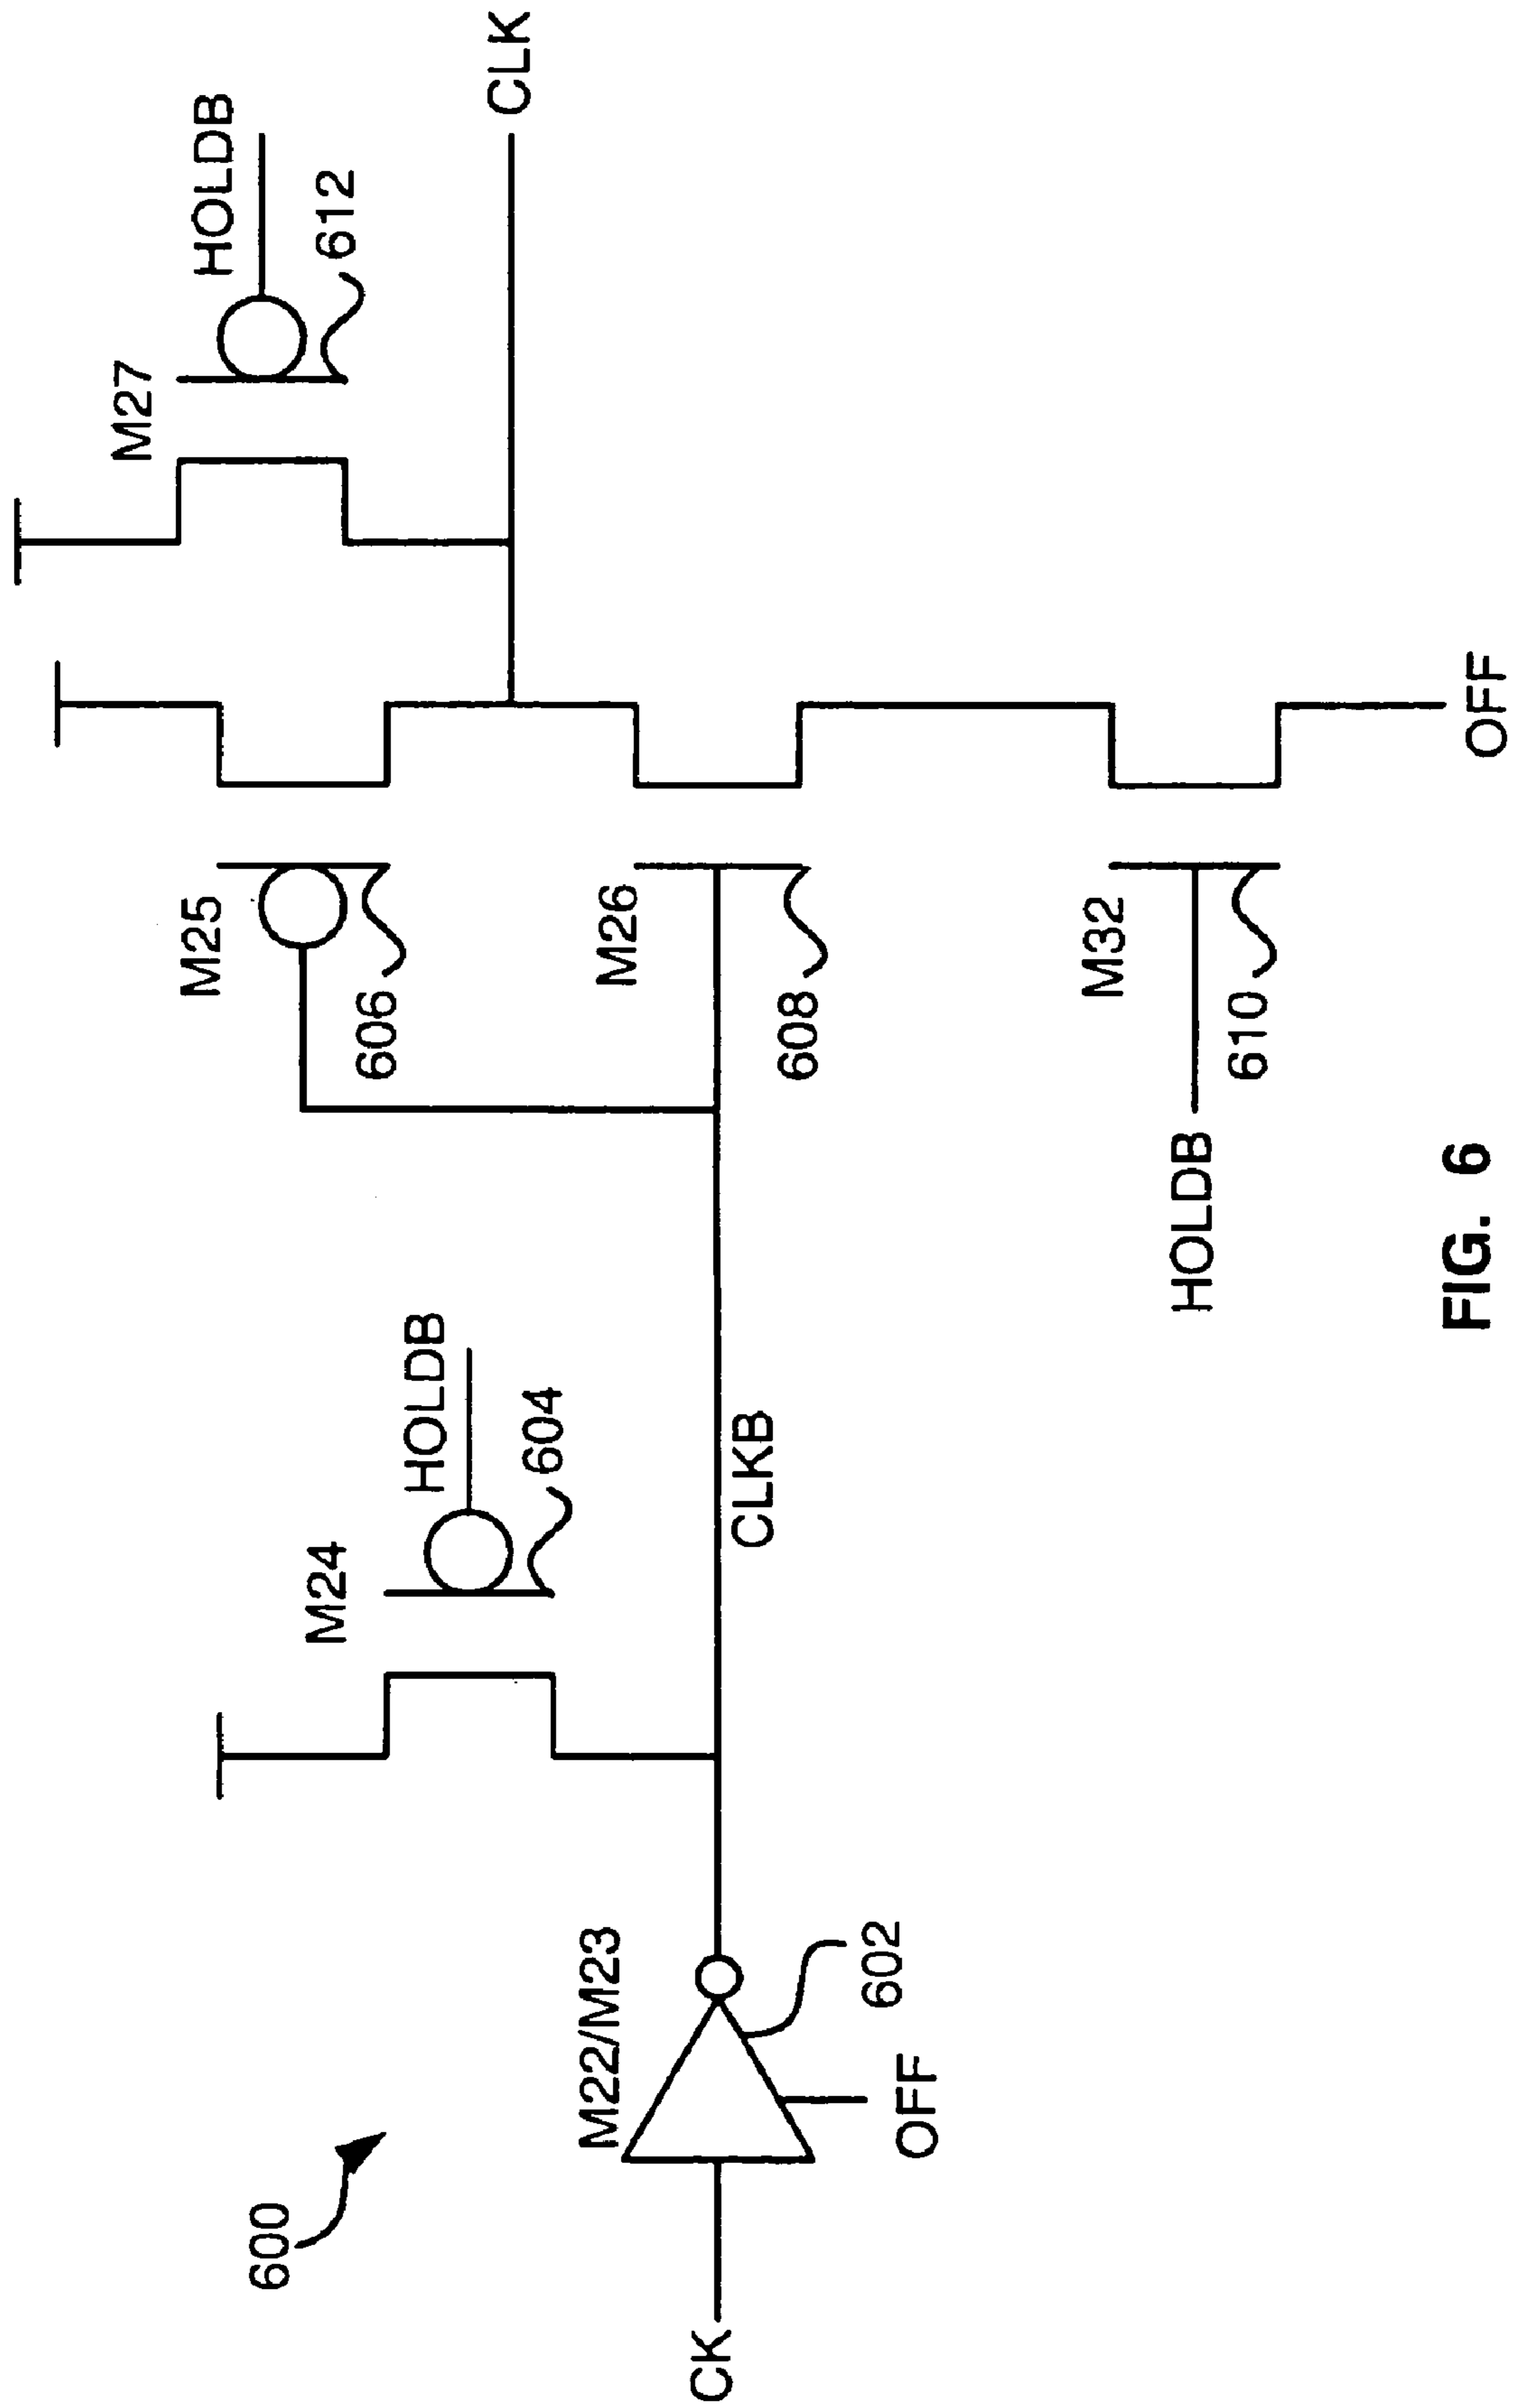 600
CK
M22/M23
602
OFF
M24
HOLDB
604
CLKB
M25
606
M26
608
M32
610
HOLDB
OFF
M27
HOLDB
612
CLK
FIG. 6